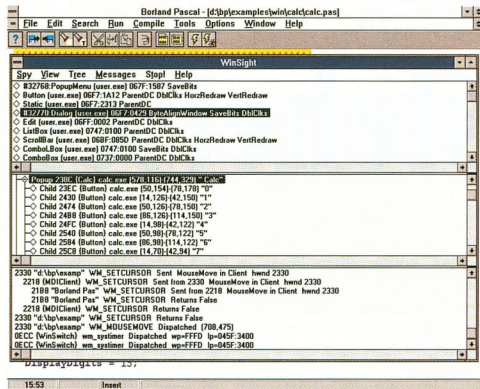 Borland Pascal - [d:\bp\examples\win\calc\calc.pas]
File Edit Search Run Compile Tools Options Window Help
WinSight
Spy View Tree Messages Stop! Help
#32768:PopupMenu (user.exe) 067F:1587 SaveBits
Button (user.exe) 06F7:1A12 ParentDC DblClks HorzRedraw VertRedraw
Static (user.exe) 06F7:2313 ParentDC
#32770:Dialog (user.exe) 06F7:0429 ByteAlignWindow SaveBits DblClks
Edit (user.exe) 06FF:0002 ParentDC DblClks
ListBox (user.exe) 0747:0100 ParentDC DblClks
ScrollBar (user.exe) 06BF:085D ParentDC DblClks HorzRedraw VertRedraw
ComboLBox (user.exe) 0747:0100 SaveBits DblClks
ComboBox (user.exe) 0737:0000 ParentDC DblClks
Popup 238C {Calc} calc.exe (578,116)-(744,329) " Calc"
Child 23EC {Button} calc.exe (50,154)-(78,178) "0"
Child 2430 {Button} calc.exe (14,126)-(42,150) "1"
Child 2474 {Button} calc.exe (50,126)-(78,150) "2"
Child 24B8 {Button} calc.exe (86,126)-(114,150) "3"
Child 24FC {Button} calc.exe (14,98)-(42,122) "4"
Child 2540 {Button} calc.exe (50,98)-(78,122) "5"
Child 2584 {Button} calc.exe (86,98)-(114,122) "6"
Child 25C8 {Button} calc.exe (14,70)-(42,94) "7"
2330 "d:\bp\examp" WM_SETCURSOR Sent MouseMove in Client hwnd 2330
2218 {MDIClient} WM_SETCURSOR Sent from 2330 MouseMove in Client hwnd 2330
2188 "Borland Pas" WM_SETCURSOR Sent from 2218 MouseMove in Client hwnd 2330
2188 "Borland Pas" WM_SETCURSOR Returns False
2218 {MDIClient} WM_SETCURSOR Returns False
2330 "d:\bp\examp" WM_SETCURSOR Returns False
2330 "d:\bp\examp" WM_MOUSEMOVE Dispatched (708,475)
0ECC {WinSwitch} wm_systimer Dispatched wp=FFFD lp=045F:3400
0ECC {WinSwitch} wm_systimer Dispatched wp=FFFD lp=045F:3400
DisplayDigits = 15;
15:53 Insert